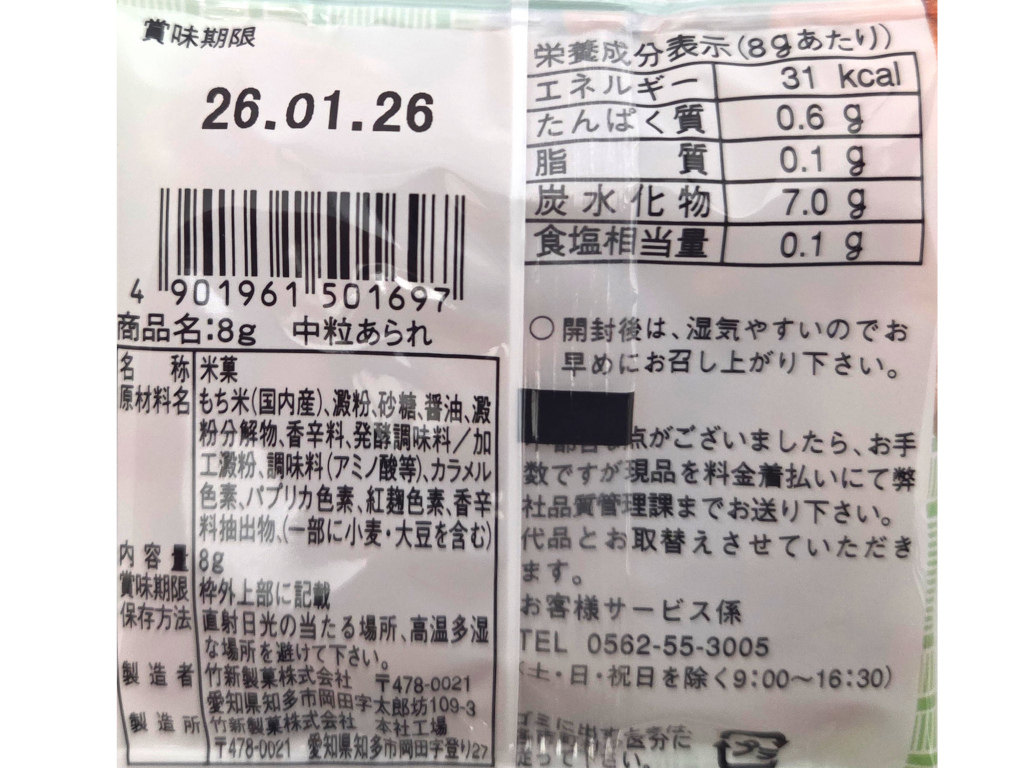 賞味期限
26.01.26
4 901961 501697
商品名:8g 中粒あられ
名称 米菓
原材料名 もち米(国内産)、澱粉、砂糖、醤油、澱
粉分解物、香辛料、発酵調味料/加
工澱粉、調味料(アミノ酸等)、カラメル
色素、パプリカ色素、紅麹色素、香辛
料抽出物、(一部に小麦・大豆を含む)
内容量 8g
賞味期限 枠外上部に記載
保存方法 直射日光の当たる場所、高温多湿
な場所を避けて下さい。
製造者 竹新製菓株式会社 〒478-0021
愛知県知多市岡田字太郎坊109-3
製造所 竹新製菓株式会社 本社工場
〒478-0021 愛知県知多市岡田字登り27
栄養成分表示(8gあたり)
エネルギー 31 kcal
たんぱく質 0.6 g
脂質 0.1 g
炭水化物 7.0 g
食塩相当量 0.1 g
○開封後は、湿気やすいのでお
早めにお召し上がり下さい。
点がございましたら、お手
数ですが現品を料金着払いにて弊
社品質管理課までお送り下さい。
代品とお取替えさせていただき
ます。
お客様サービス係
TEL 0562-55-3005
(土・日・祝日を除く9:00～16:30)
ゴミに出す
下さい。
プラ